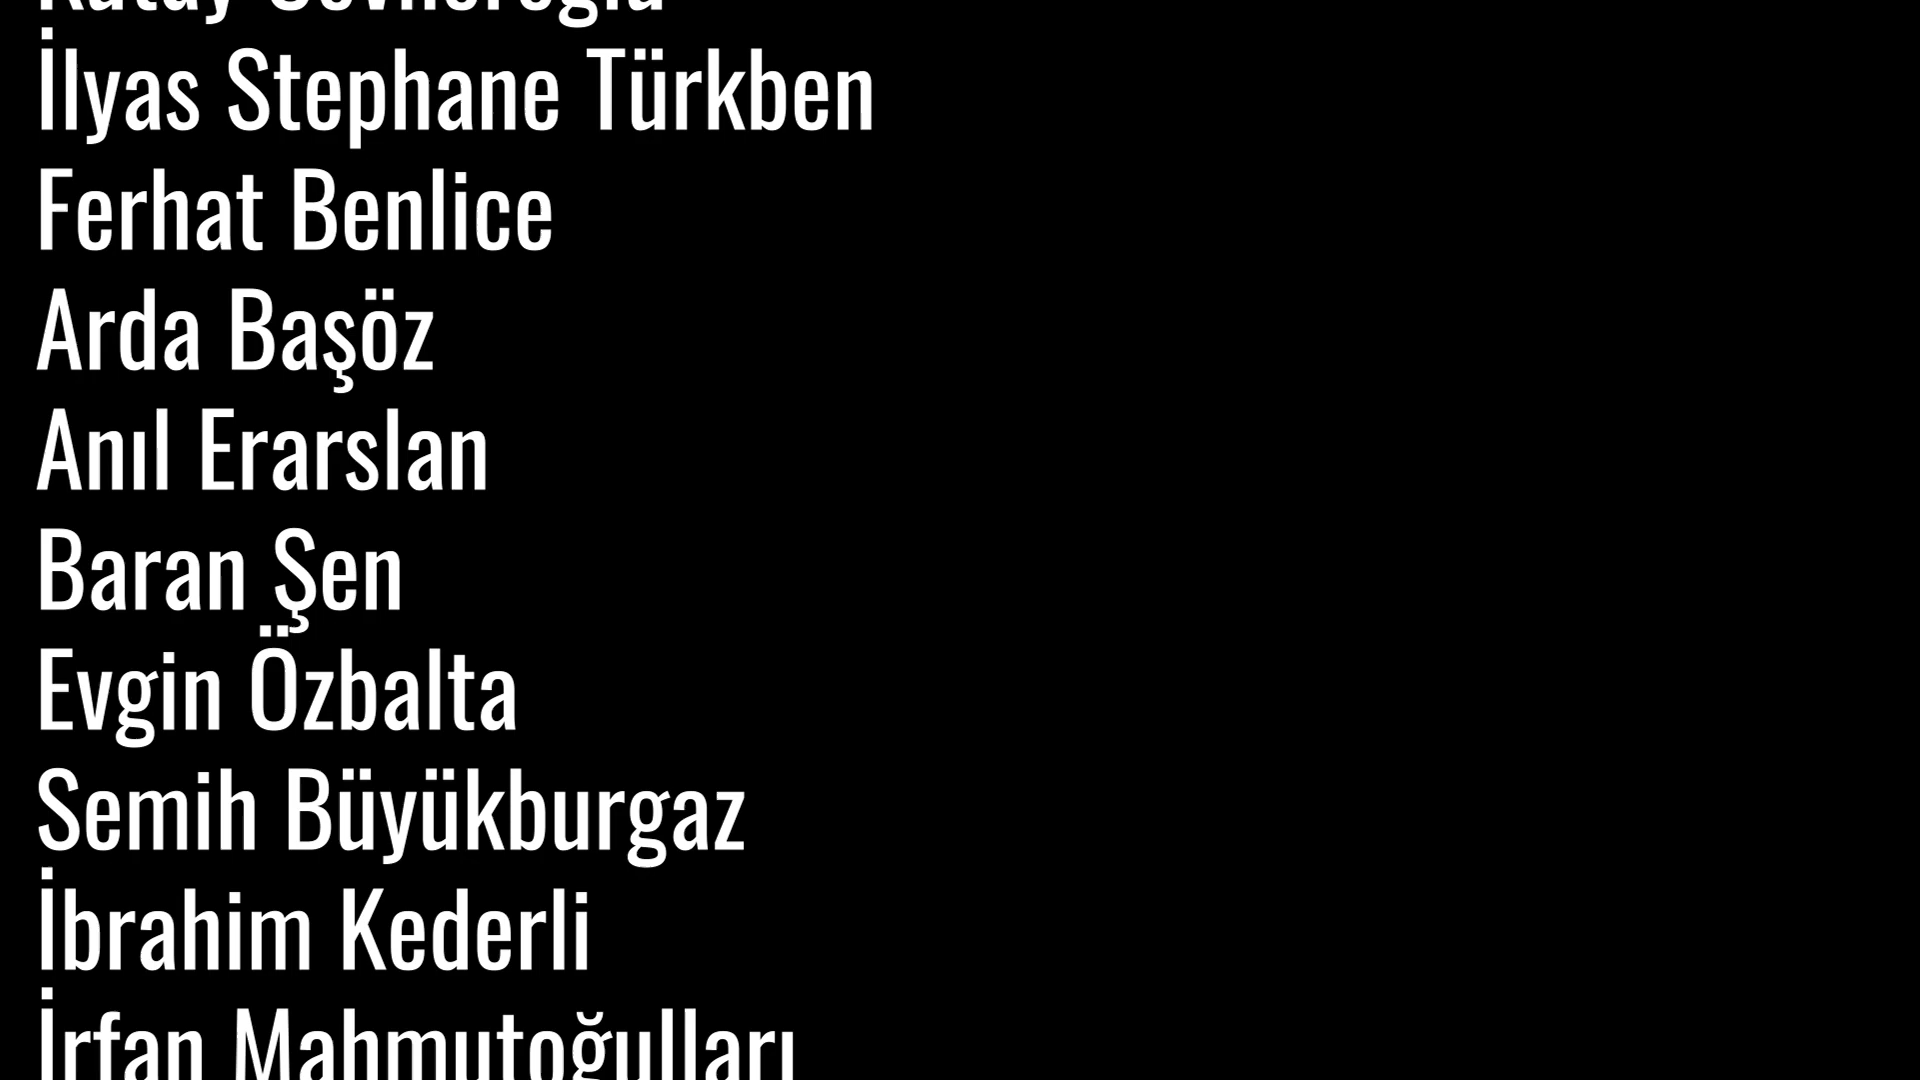 İlyas Stephane Türkben
Ferhat Benlice
Arda Başöz
Anıl Erarslan
Baran Şen
Evgin Özbalta
Semih Büyükburgaz
İbrahim Kederli
İrfan Mahmutoğulları